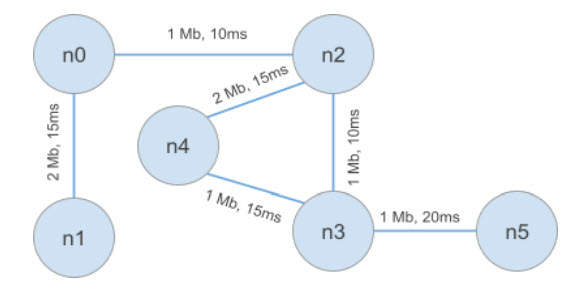 1 Mb, 10ms
n0
n2
2 Mb, 15ms
2 Mb, 15ms
1 Mb, 10ms
n4
1 Mb, 15ms
1 Mb, 20ms
n1
n3
n5